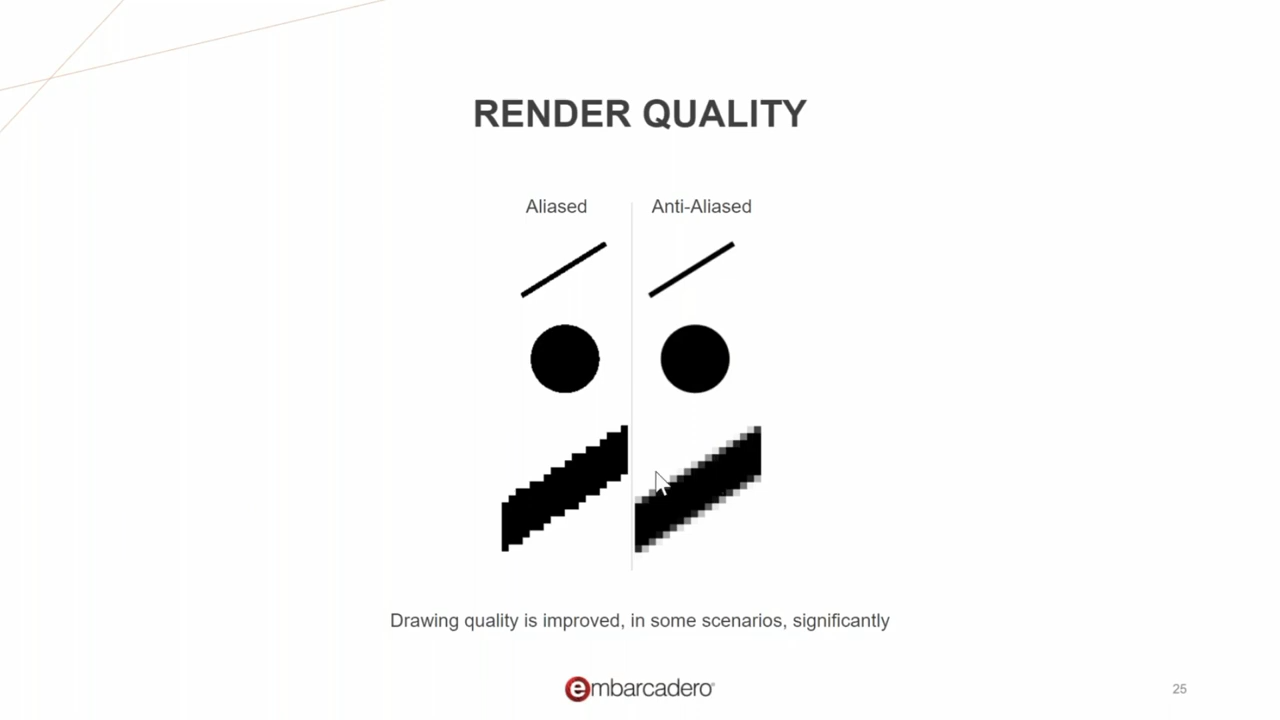 RENDER QUALITY
Aliased
Anti-Aliased
Drawing quality is improved, in some scenarios, significantly
embarcadero
25